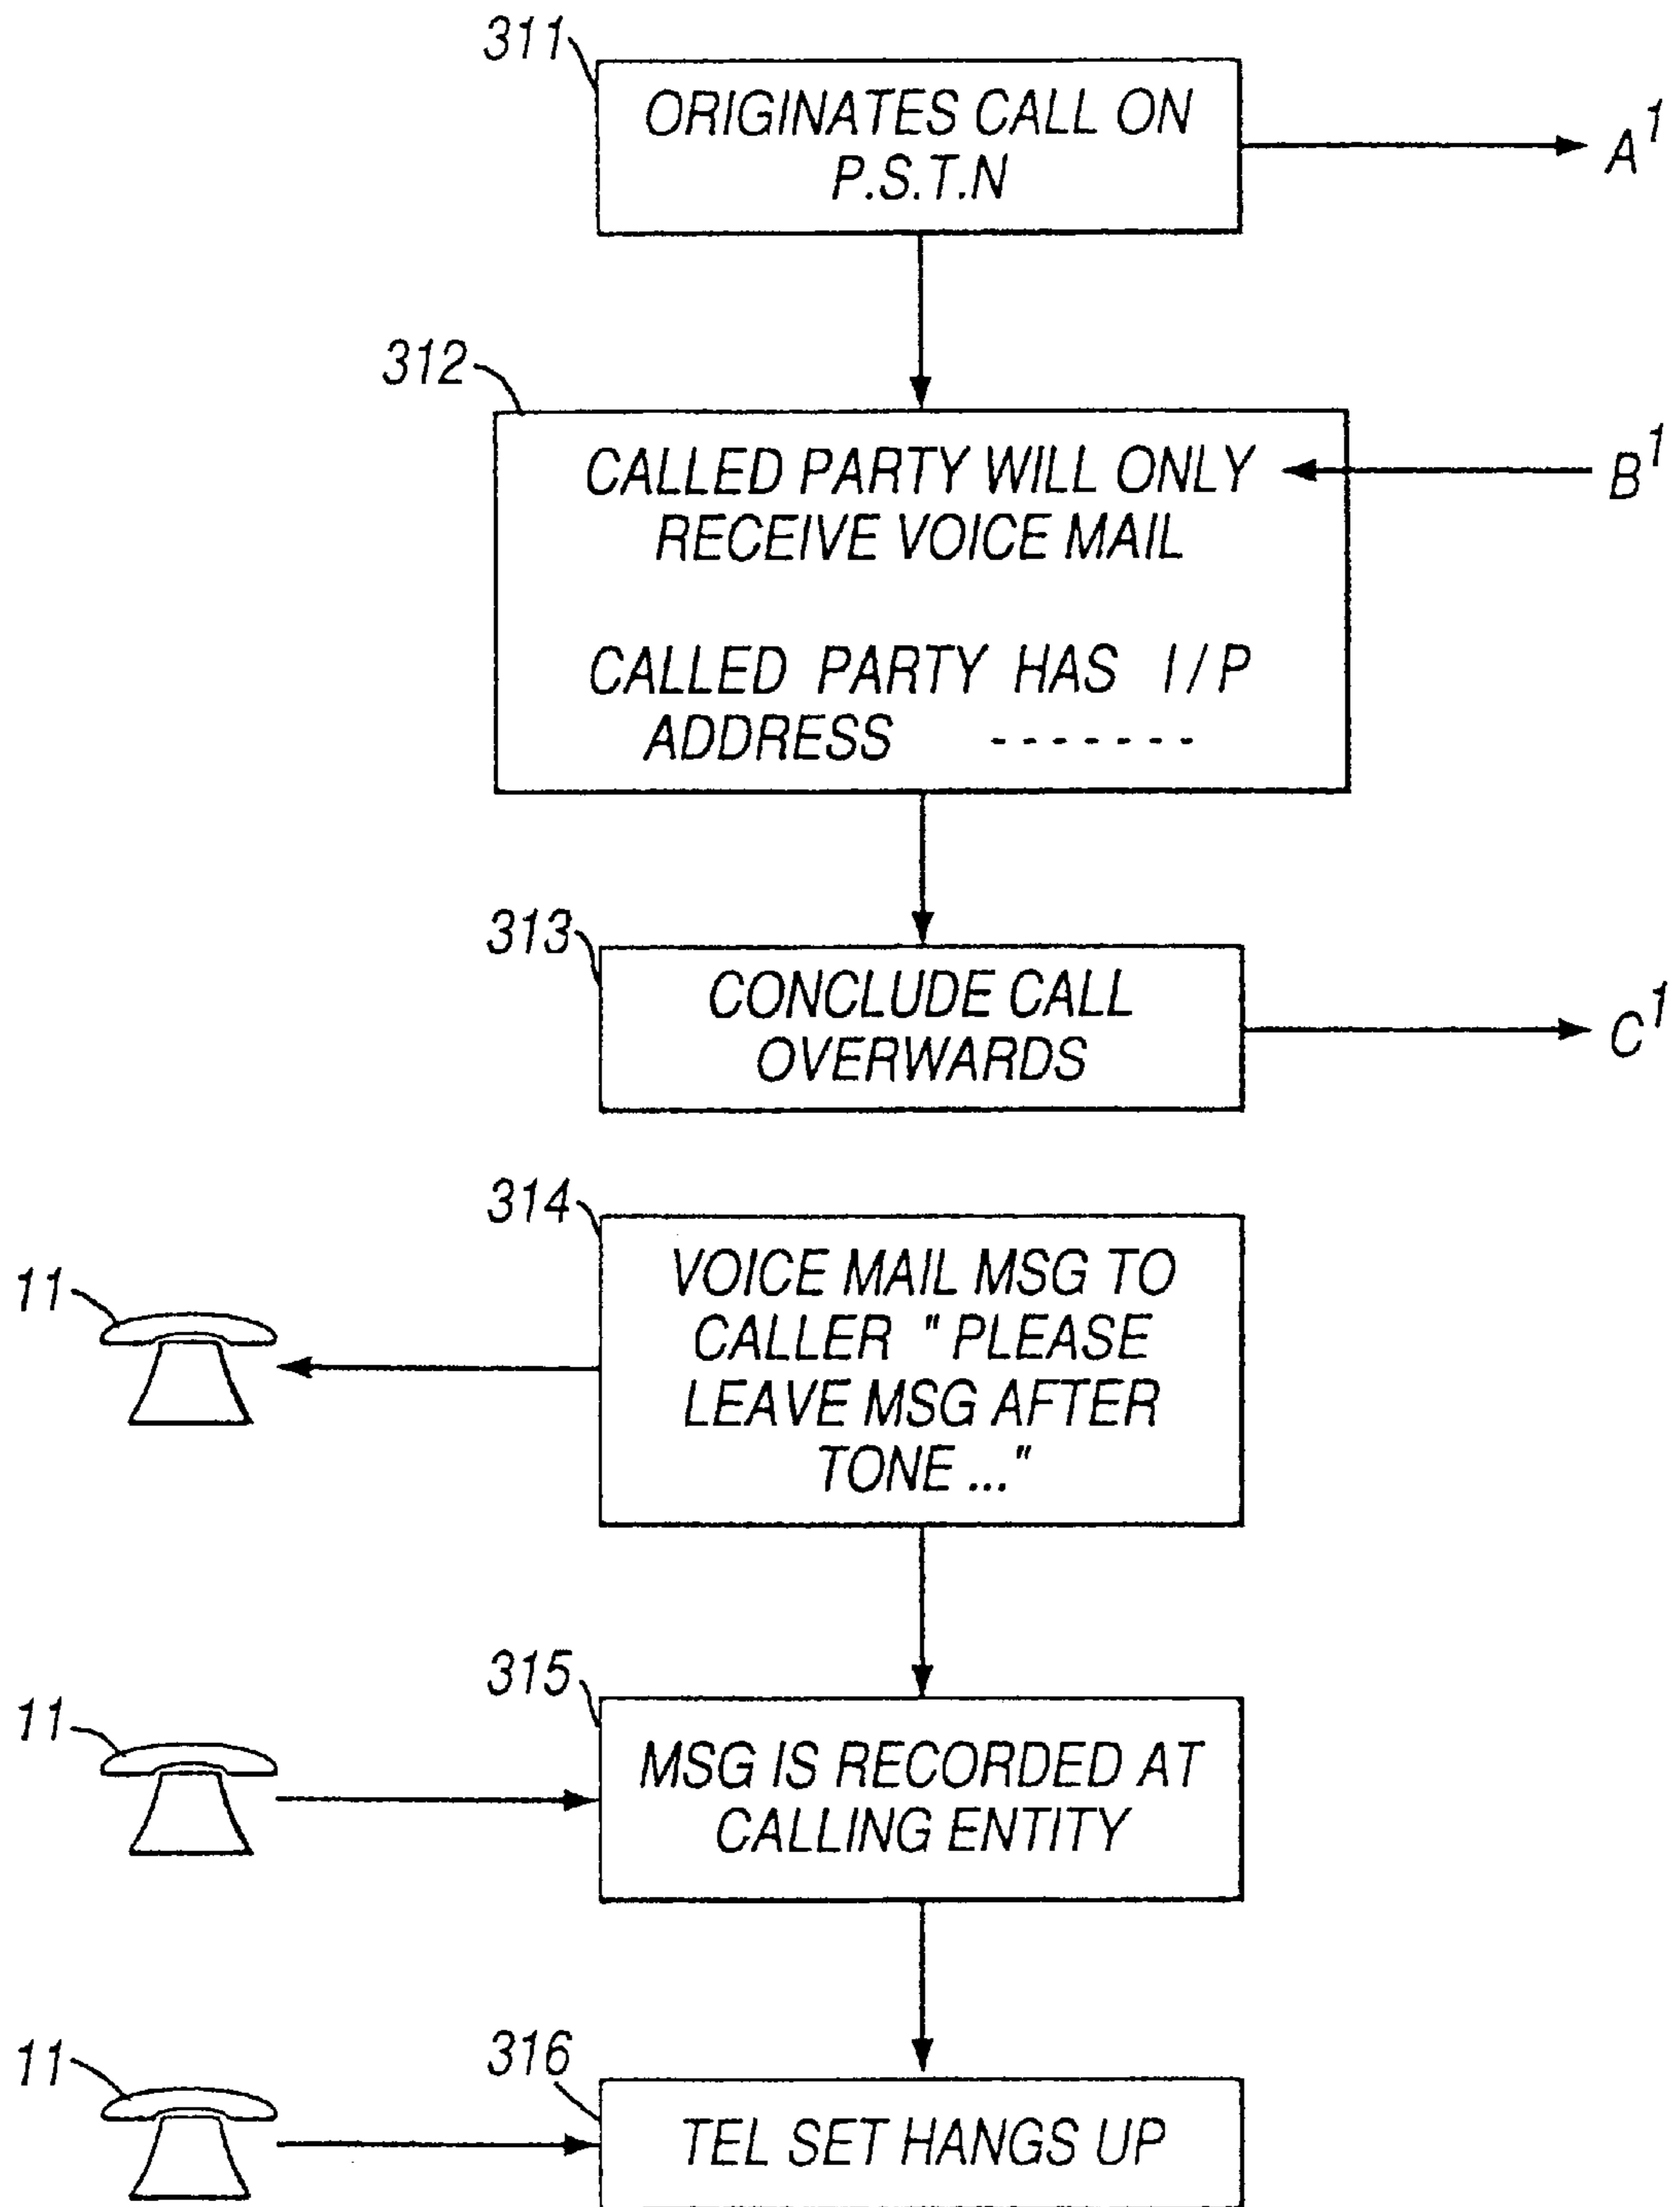 311
ORIGINATES CALL ON
P.S.T.N
A¹
312
CALLED PARTY WILL ONLY
RECEIVE VOICE MAIL
B¹
CALLED PARTY HAS I/P
ADDRESS -------
313
CONCLUDE CALL
OVERWARDS
C¹
314
VOICE MAIL MSG TO
CALLER " PLEASE
LEAVE MSG AFTER
TONE ..."
11
315
MSG IS RECORDED AT
CALLING ENTITY
11
316
TEL SET HANGS UP
11